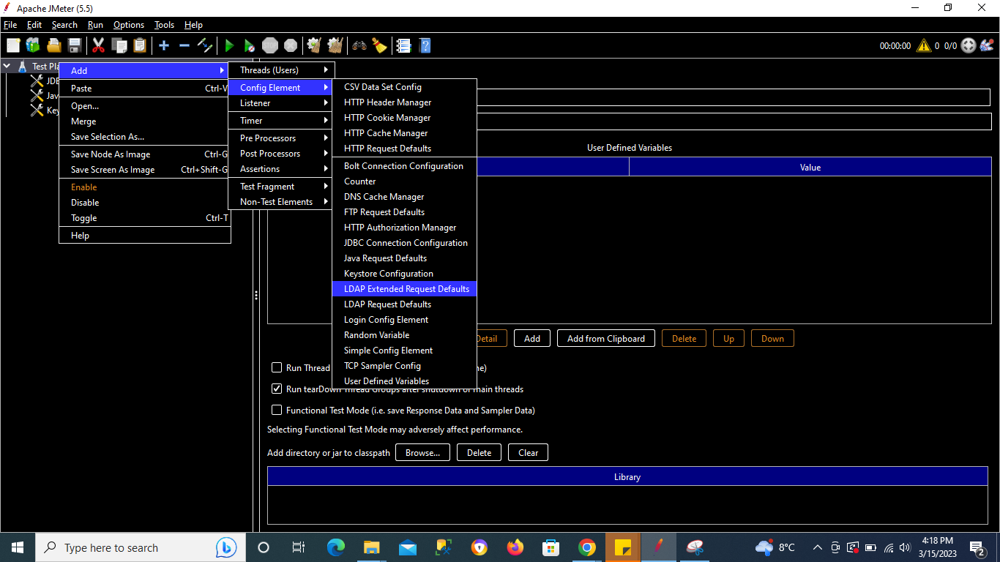 Apache JMeter (5.5)
File Edit Search Run Options Tools Help
00:00:00 0 0/0
Test Pla
JDB
Jav
Key
Add
Paste Ctrl-V
Open...
Merge
Save Selection As...
Save Node As Image Ctrl-G
Save Screen As Image Ctrl+Shift-G
Enable
Disable
Toggle Ctrl-T
Help
Threads (Users)
Config Element
Listener
Timer
Pre Processors
Post Processors
Assertions
Test Fragment
Non-Test Elements
CSV Data Set Config
HTTP Header Manager
HTTP Cookie Manager
HTTP Cache Manager
HTTP Request Defaults
Bolt Connection Configuration
Counter
DNS Cache Manager
FTP Request Defaults
HTTP Authorization Manager
JDBC Connection Configuration
Java Request Defaults
Keystore Configuration
LDAP Extended Request Defaults
LDAP Request Defaults
Login Config Element
Random Variable
Simple Config Element
TCP Sampler Config
User Defined Variables
User Defined Variables
Value
Detail Add Add from Clipboard Delete Up Down
Run Thread ne)
Run tearDown Thread Groups after shutdown of main threads
Functional Test Mode (i.e. save Response Data and Sampler Data)
Selecting Functional Test Mode may adversely affect performance.
Add directory or jar to classpath Browse... Delete Clear
Library
Type here to search
8°C
4:18 PM
3/15/2023
2